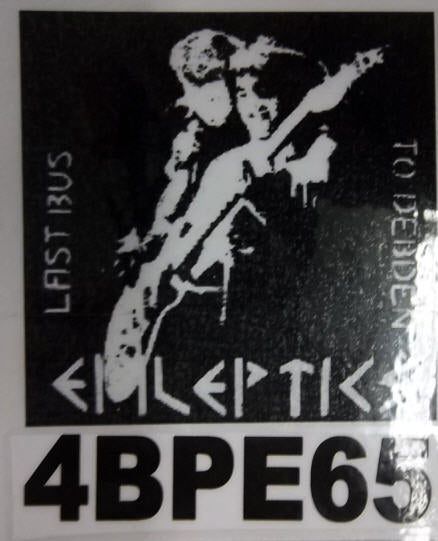 LAST BUS
TO DEBDEN
EPILEPTICS
4BPE65